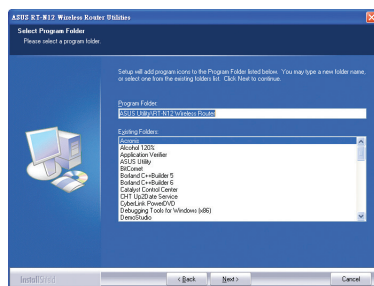 ASUS RT-N12 Wireless Router Utilities
Select Program Folder
Please select a program folder.
Setup will add program icons to the Program Folder listed below. You may type a new folder name,
or select one from the existing folders list. Click Next to continue.
Program Folder:
ASUS Utility\RT-N12 Wireless Router
Existing Folders:
Acronis
Alcohol 120%
Application Verifier
ASUS Utility
BitComet
Borland C++Builder 5
Borland C++Builder 6
Catalyst Control Center
CHT Up2Date Service
CyberLink PowerDVD
Debugging Tools for Windows (x86)
DemoStudio
InstallShield
< Back
Next >
Cancel